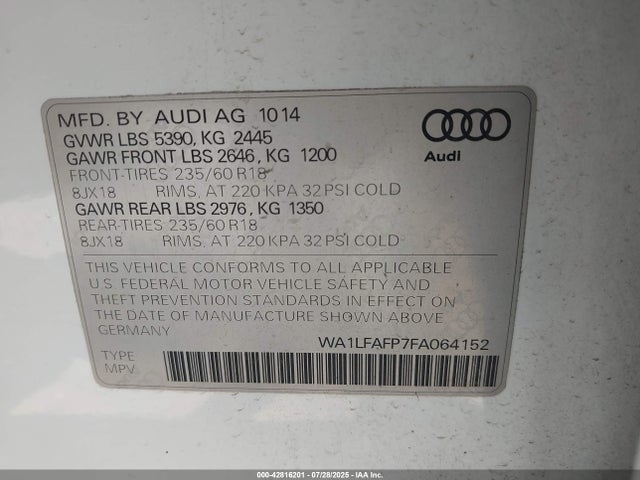 MFD. BY AUDI AG 1014
GVWR LBS 5390, KG 2445
GAWR FRONT LBS 2646, KG 1200
FRONT-TIRES 235/60 R18
8JX18 RIMS, AT 220 KPA 32 PSI COLD
GAWR REAR LBS 2976, KG 1350
REAR-TIRES 235/60 R18
8JX18 RIMS, AT 220 KPA 32 PSI COLD
Audi
THIS VEHICLE CONFORMS TO ALL APPLICABLE
U.S. FEDERAL MOTOR VEHICLE SAFETY AND
THEFT PREVENTION STANDARDS IN EFFECT ON
THE DATE OF MANUFACTURE SHOWN ABOVE
GERMANY
WA1LFAFP7FA064152
TYPE
MPV
000-42816201 - 07/28/2025 - IAA Inc.